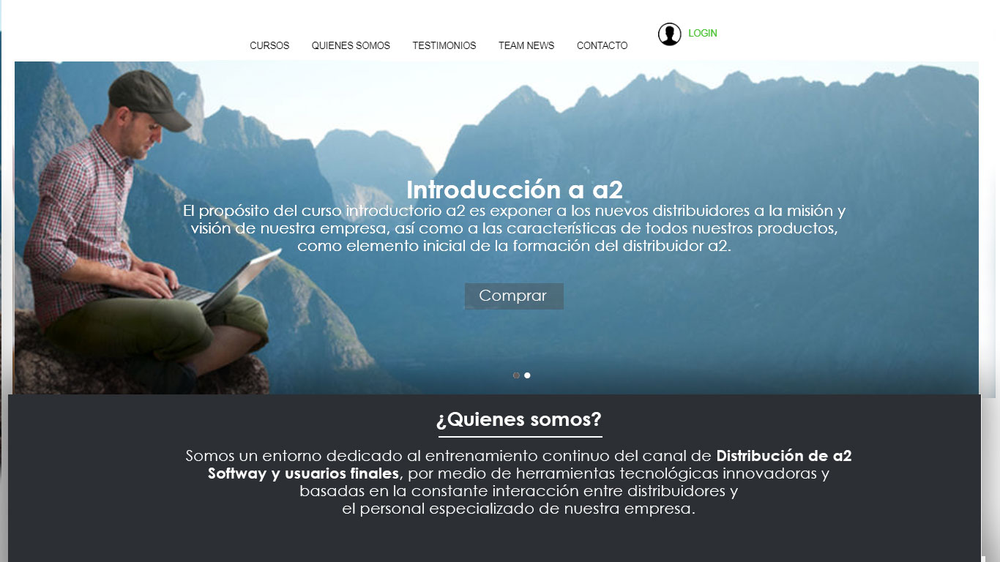 LOGIN
CURSOS QUIENES SOMOS TESTIMONIOS TEAM NEWS CONTACTO
Introducción a a2
El propósito del curso introductorio a2 es exponer a los nuevos distribuidores a la misión y
visión de nuestra empresa, así como a las características de todos nuestros productos,
como elemento inicial de la formación del distribuidor a2.
Comprar
¿Quienes somos?
Somos un entorno dedicado al entrenamiento continuo del canal de Distribución de a2
Softway y usuarios finales, por medio de herramientas tecnológicas innovadoras y
basadas en la constante interacción entre distribuidores y
el personal especializado de nuestra empresa.